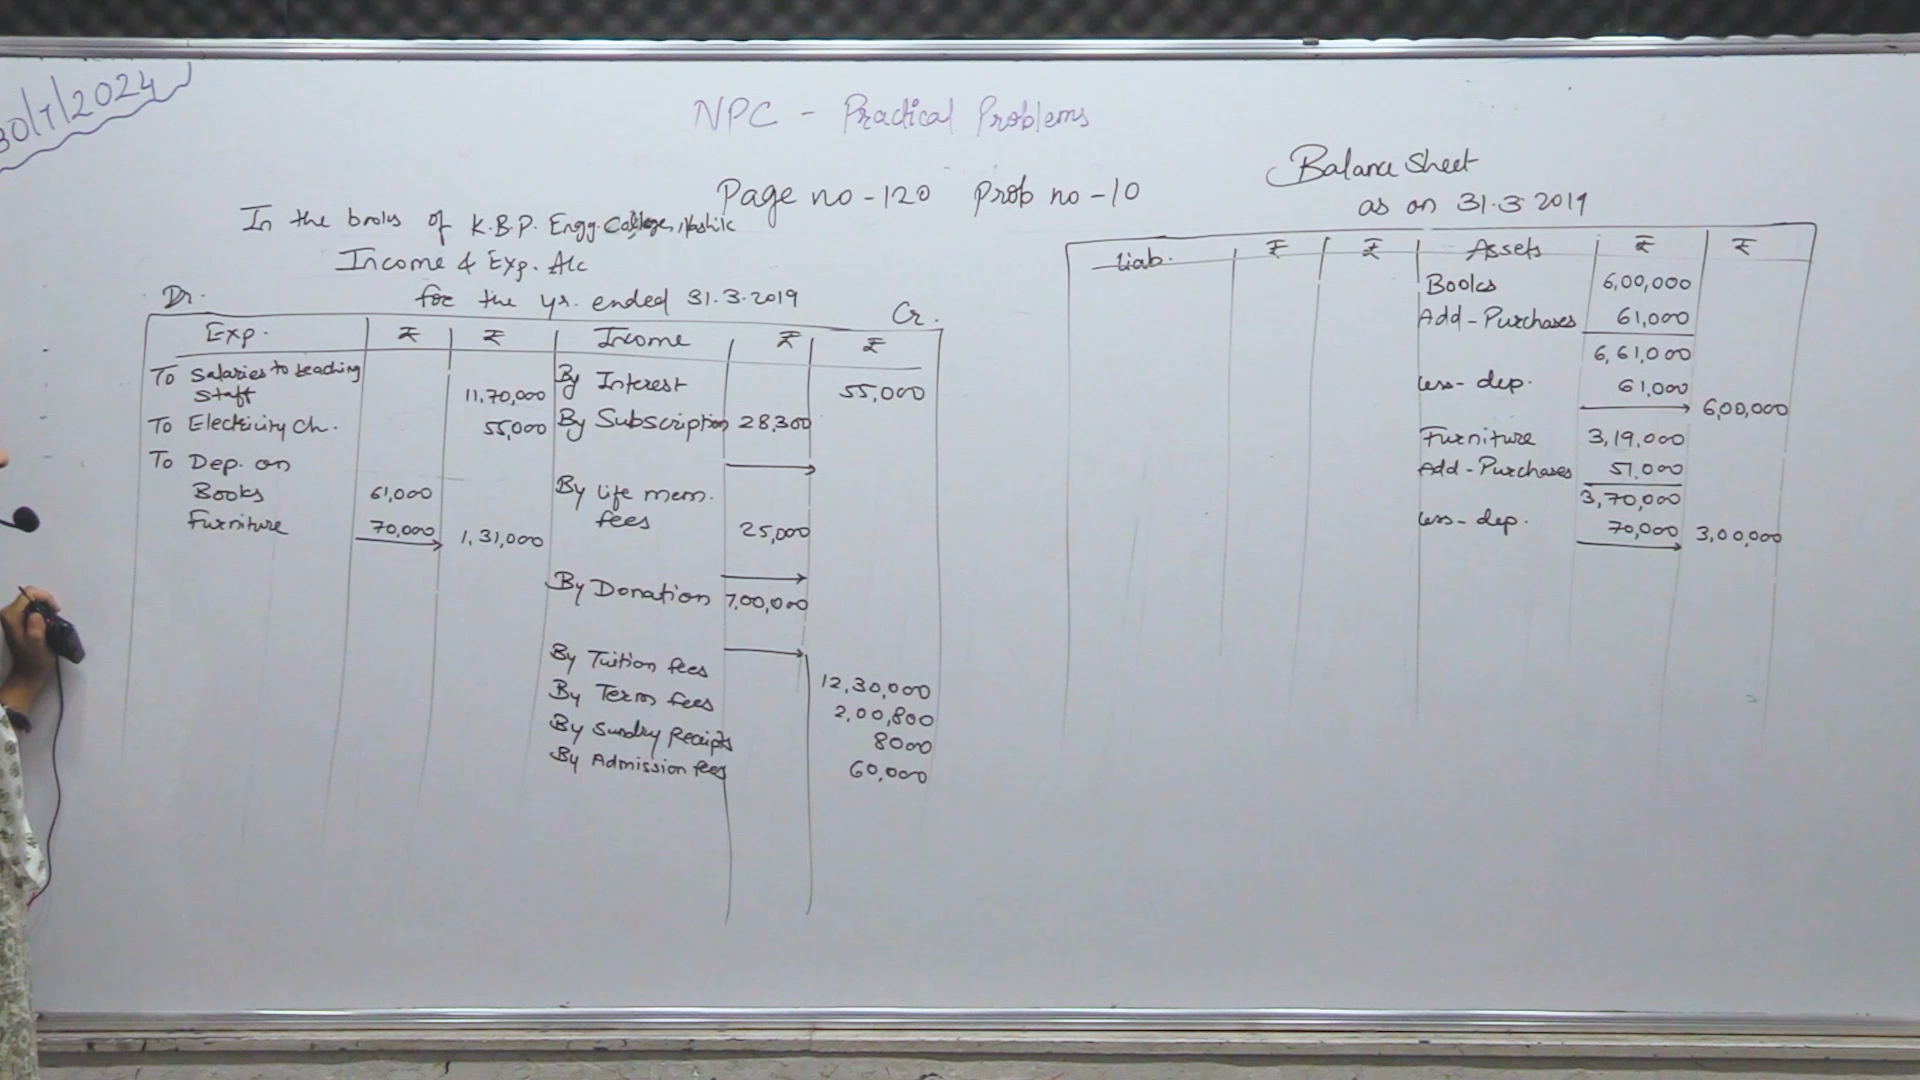 30/7/2024
NPC - Practical Problems
Page no - 120 Prob no - 10
In the books of K.B.P. Engg. College, Nashik
Income & Exp. A/c
for the yr. ended 31.3.2019
Dr. Cr.
Exp. ₹ ₹ Income ₹ ₹
To Salaries to teaching
staff 11,70,000 By Interest 55,000
To Electricity Ch. 55,000 By Subscription 28,300
To Dep. on
Books 61,000 By life mem.
fees 25,000
Furniture 70,000 1,31,000
By Donation 7,00,000
By Tuition fees 12,30,000
By Term fees 2,00,800
By Sundry Receipts 8000
By Admission fees 60,000
Balance Sheet
as on 31.3.2019
Liab. ₹ ₹ Assets ₹ ₹
Books 6,00,000
Add - Purchases 61,000
6,61,000
Less - dep. 61,000 6,00,000
Furniture 3,19,000
Add - Purchases 51,000
3,70,000
Less - dep. 70,000 3,00,000